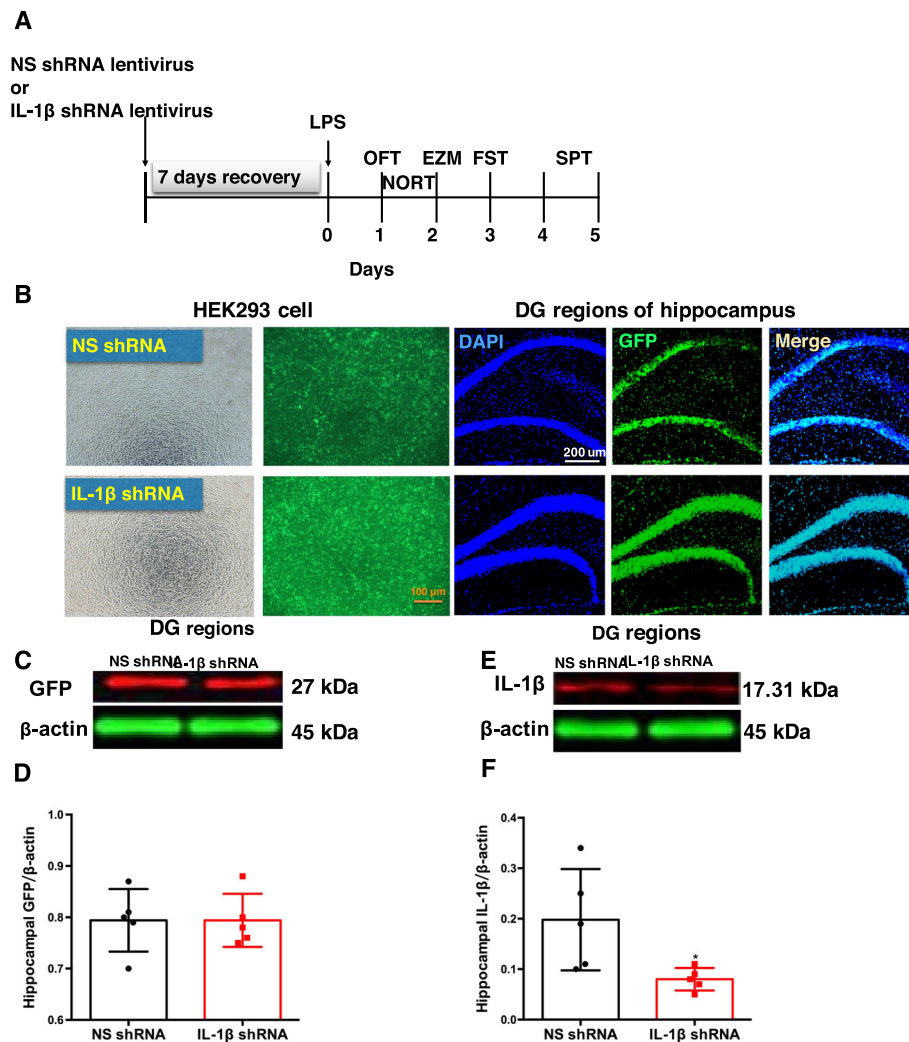 A
NS shRNA lentivirus
or
IL-1β shRNA lentivirus
LPS
OFT EZM FST SPT
7 days recovery
NORT
0 1 2 3 4 5
Days
B
HEK293 cell DG regions of hippocampus
NS shRNA DAPI GFP Merge
200 um
IL-1β shRNA
100 μm
DG regions DG regions
C
NS shRNA IL-1β shRNA
GFP 27 kDa
β-actin 45 kDa
E
NS shRNA IL-1β shRNA
IL-1β 17.31 kDa
β-actin 45 kDa
D
Hippocampal GFP/β-actin
1.0
0.9
0.8
0.7
0.6
NS shRNA IL-1β shRNA
F
Hippocampal IL-1β/β-actin
0.4
0.3
0.2
0.1
0.0
*
NS shRNA IL-1β shRNA